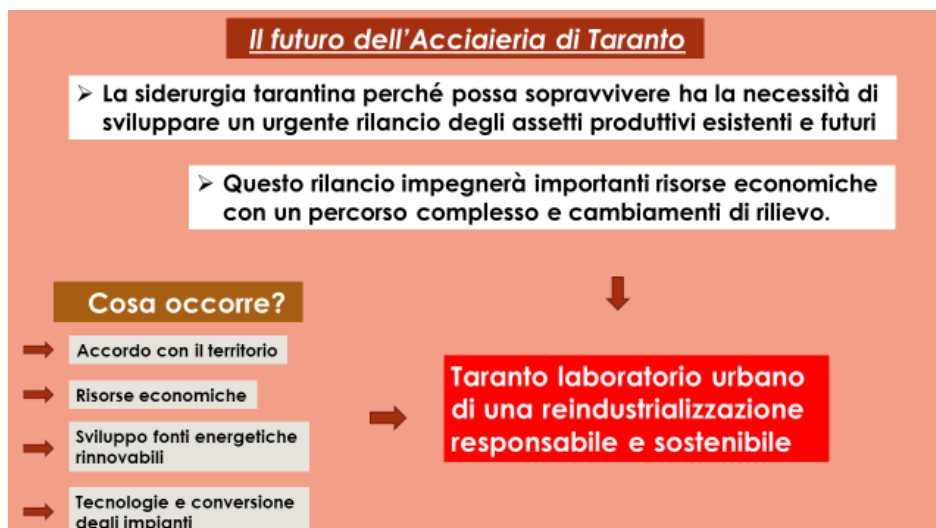 Il futuro dell'Acciaieria di Taranto
➢ La siderurgia tarantina perché possa sopravvivere ha la necessità di
sviluppare un urgente rilancio degli assetti produttivi esistenti e futuri
➢ Questo rilancio impegnerà importanti risorse economiche
con un percorso complesso e cambiamenti di rilievo.
Cosa occorre?
Accordo con il territorio
Risorse economiche
Sviluppo fonti energetiche
rinnovabili
Tecnologie e conversione
degli impianti
Taranto laboratorio urbano
di una reindustrializzazione
responsabile e sostenibile